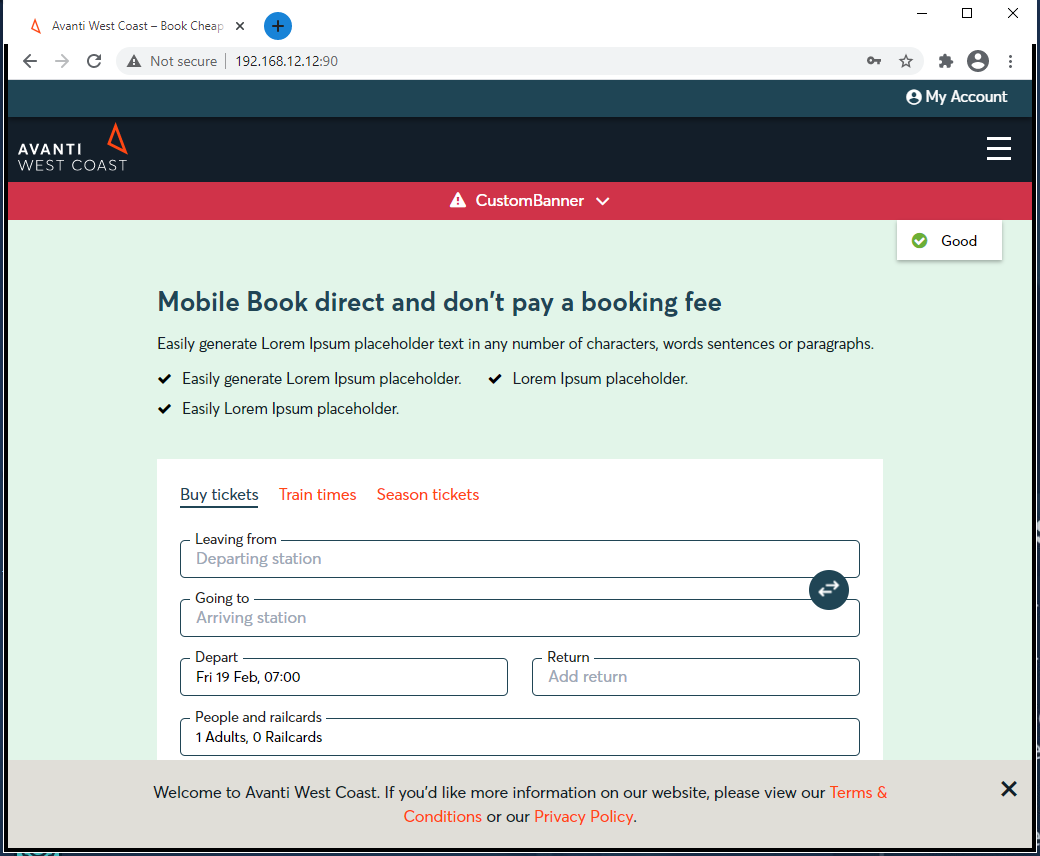 Avanti West Coast – Book Cheap
Not secure
192.168.12.12:90
My Account
AVANTI
WEST COAST
CustomBanner
Good
Mobile Book direct and don't pay a booking fee
Easily generate Lorem Ipsum placeholder text in any number of characters, words sentences or paragraphs.
Easily generate Lorem Ipsum placeholder. Lorem Ipsum placeholder.
Easily Lorem Ipsum placeholder.
Buy tickets Train times Season tickets
Leaving from
Departing station
Going to
Arriving station
Depart Return
Fri 19 Feb, 07:00 Add return
People and railcards
1 Adults, 0 Railcards
Welcome to Avanti West Coast. If you'd like more information on our website, please view our Terms &
Conditions or our Privacy Policy.